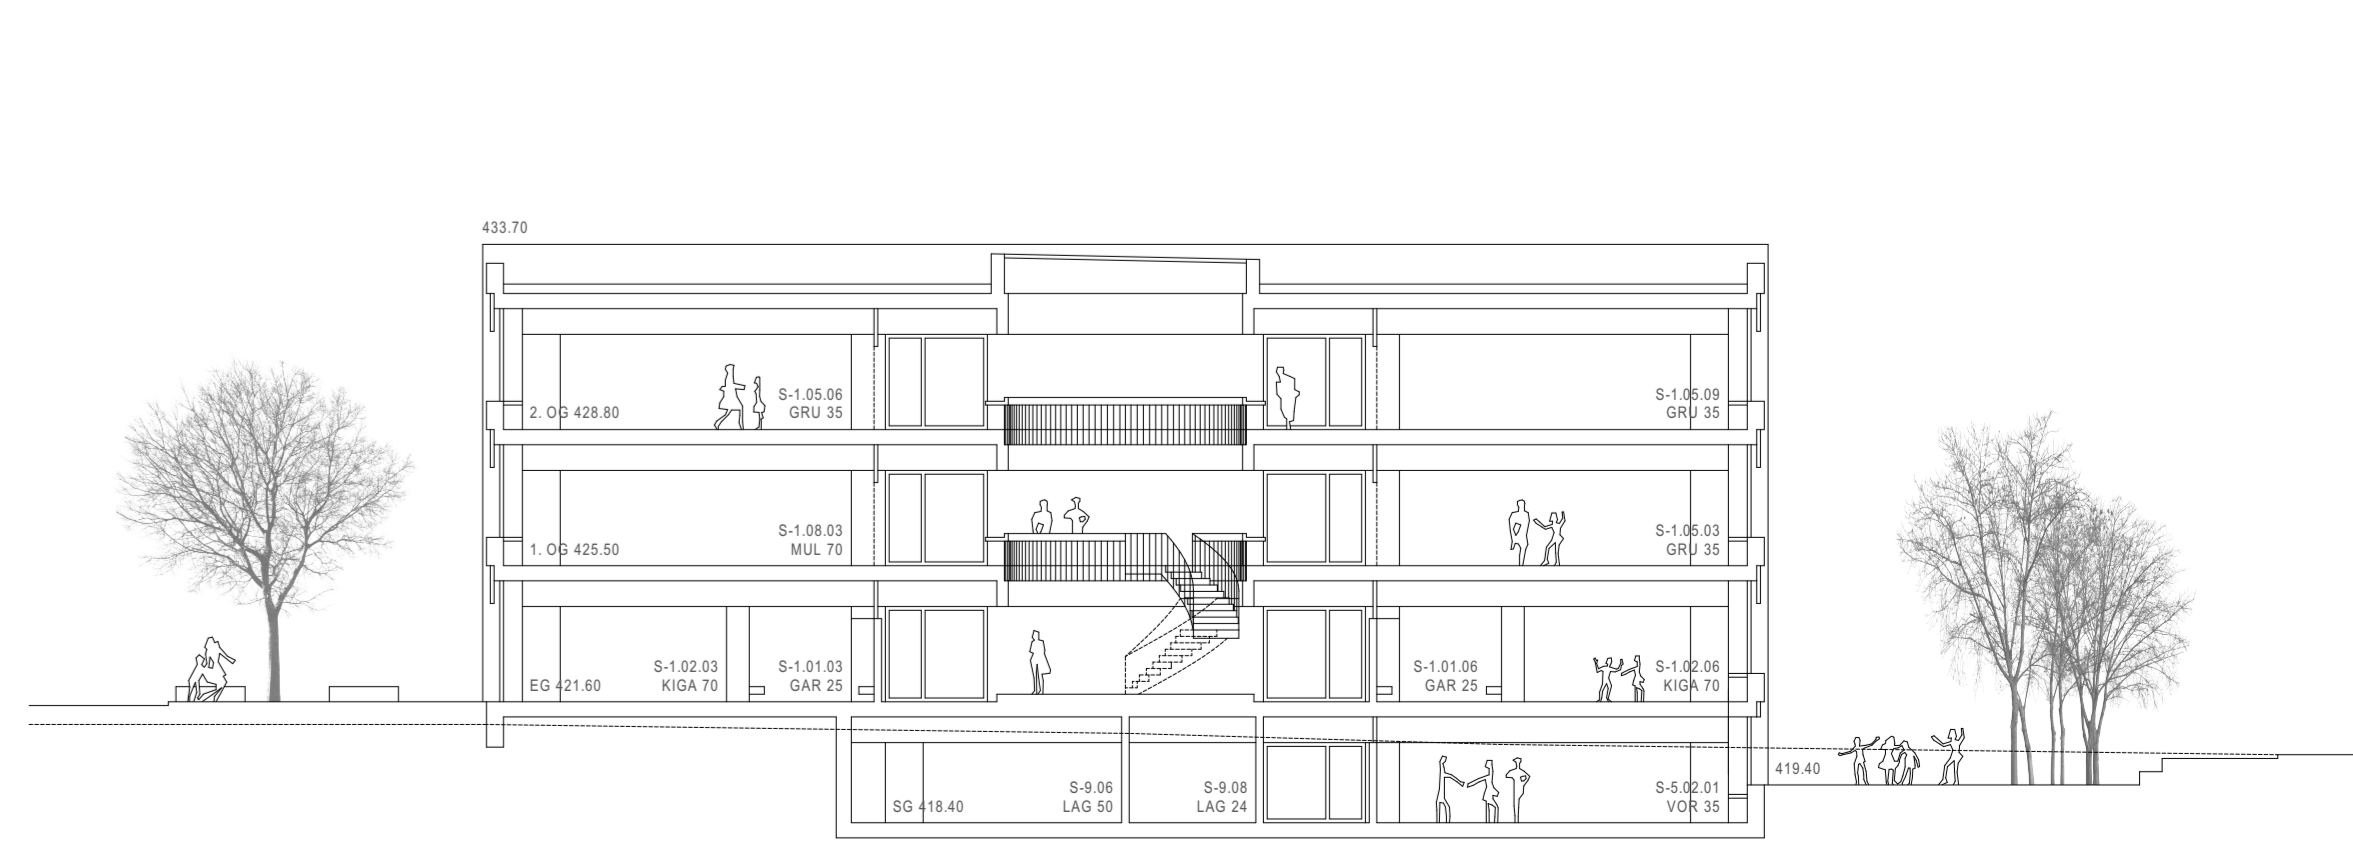 433.70
S-1.05.06
2. OG 428.80
GRU 35
S-1.05.09
GRU 35
S-1.08.03
1. OG 425.50
MUL 70
S-1.05.03
GRU 35
S-1.02.03
EG 421.60
KIGA 70
S-1.01.03
GAR 25
S-1.01.06
GAR 25
S-1.02.06
KIGA 70
419.40
S-9.06
SG 418.40
LAG 50
S-9.08
LAG 24
S-5.02.01
VOR 35